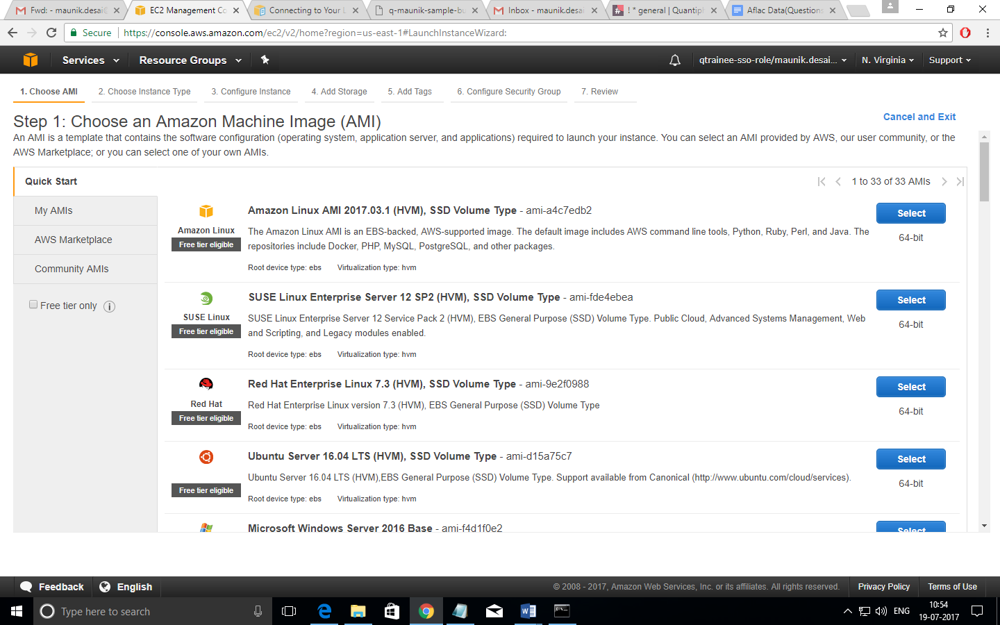 Fwd: - maunik.desai@
EC2 Management Co
Connecting to Your L
q-maunik-sample-bu
Inbox - maunik.desai
! * general | Quantiph
Aflac Data(Questions
Secure
https://console.aws.amazon.com/ec2/v2/home?region=us-east-1#LaunchInstanceWizard:
Services
Resource Groups
qtrainee-sso-role/maunik.desai...
N. Virginia
Support
1. Choose AMI
2. Choose Instance Type
3. Configure Instance
4. Add Storage
5. Add Tags
6. Configure Security Group
7. Review
Step 1: Choose an Amazon Machine Image (AMI)
Cancel and Exit
An AMI is a template that contains the software configuration (operating system, application server, and applications) required to launch your instance. You can select an AMI provided by AWS, our user community, or the
AWS Marketplace; or you can select one of your own AMIs.
Quick Start
1 to 33 of 33 AMIs
My AMIs
AWS Marketplace
Community AMIs
Free tier only
Amazon Linux
Free tier eligible
Amazon Linux AMI 2017.03.1 (HVM), SSD Volume Type - ami-a4c7edb2
The Amazon Linux AMI is an EBS-backed, AWS-supported image. The default image includes AWS command line tools, Python, Ruby, Perl, and Java. The
repositories include Docker, PHP, MySQL, PostgreSQL, and other packages.
Root device type: ebs
Virtualization type: hvm
Select
64-bit
SUSE Linux
Free tier eligible
SUSE Linux Enterprise Server 12 SP2 (HVM), SSD Volume Type - ami-fde4ebea
SUSE Linux Enterprise Server 12 Service Pack 2 (HVM), EBS General Purpose (SSD) Volume Type. Public Cloud, Advanced Systems Management, Web
and Scripting, and Legacy modules enabled.
Root device type: ebs
Virtualization type: hvm
Select
64-bit
Red Hat
Free tier eligible
Red Hat Enterprise Linux 7.3 (HVM), SSD Volume Type - ami-9e2f0988
Red Hat Enterprise Linux version 7.3 (HVM), EBS General Purpose (SSD) Volume Type
Root device type: ebs
Virtualization type: hvm
Select
64-bit
Free tier eligible
Ubuntu Server 16.04 LTS (HVM), SSD Volume Type - ami-d15a75c7
Ubuntu Server 16.04 LTS (HVM),EBS General Purpose (SSD) Volume Type. Support available from Canonical (http://www.ubuntu.com/cloud/services).
Root device type: ebs
Virtualization type: hvm
Select
64-bit
Microsoft Windows Server 2016 Base - ami-f4d1f0e2
Select
Feedback
English
© 2008 - 2017, Amazon Web Services, Inc. or its affiliates. All rights reserved.
Privacy Policy
Terms of Use
Type here to search
ENG
10:54
19-07-2017